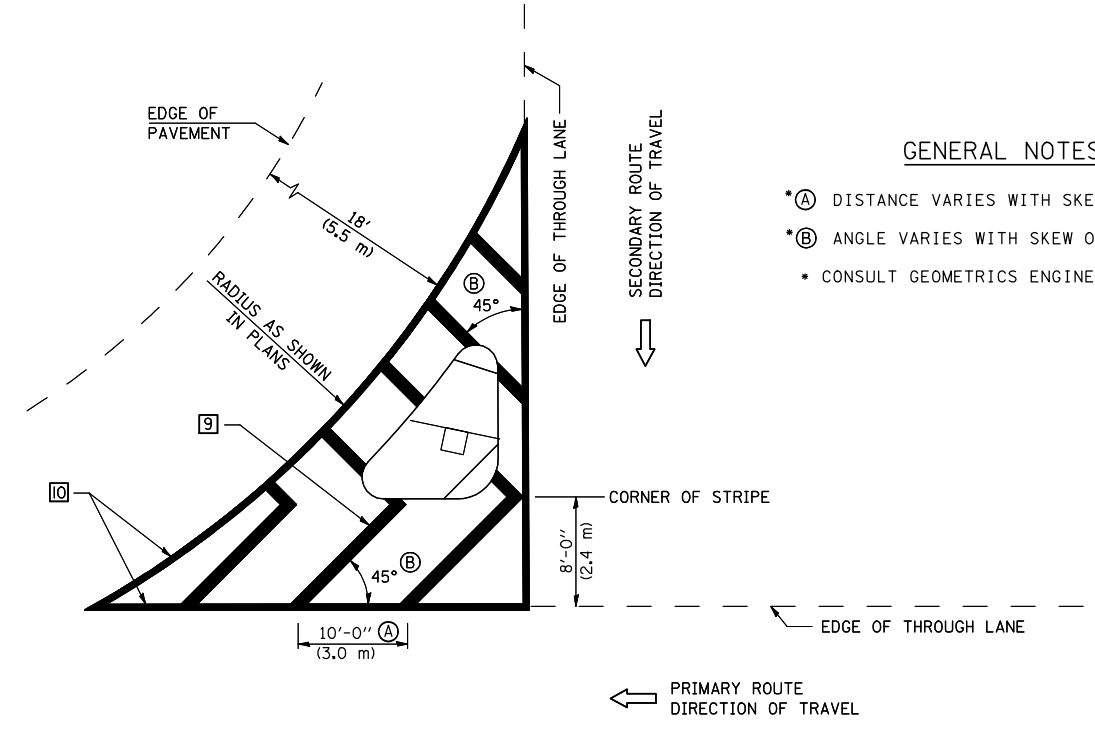 EDGE OF
PAVEMENT
18'
(5.5 m)
RADIUS AS SHOWN
IN PLANS
9
10
B
45°
EDGE OF THROUGH LANE
SECONDARY ROUTE
DIRECTION OF TRAVEL
GENERAL NOTES
*A DISTANCE VARIES WITH SKE
*B ANGLE VARIES WITH SKEW O
* CONSULT GEOMETRICS ENGINE
CORNER OF STRIPE
8'-0"
(2.4 m)
45° B
10'-0" A
(3.0 m)
EDGE OF THROUGH LANE
PRIMARY ROUTE
DIRECTION OF TRAVEL